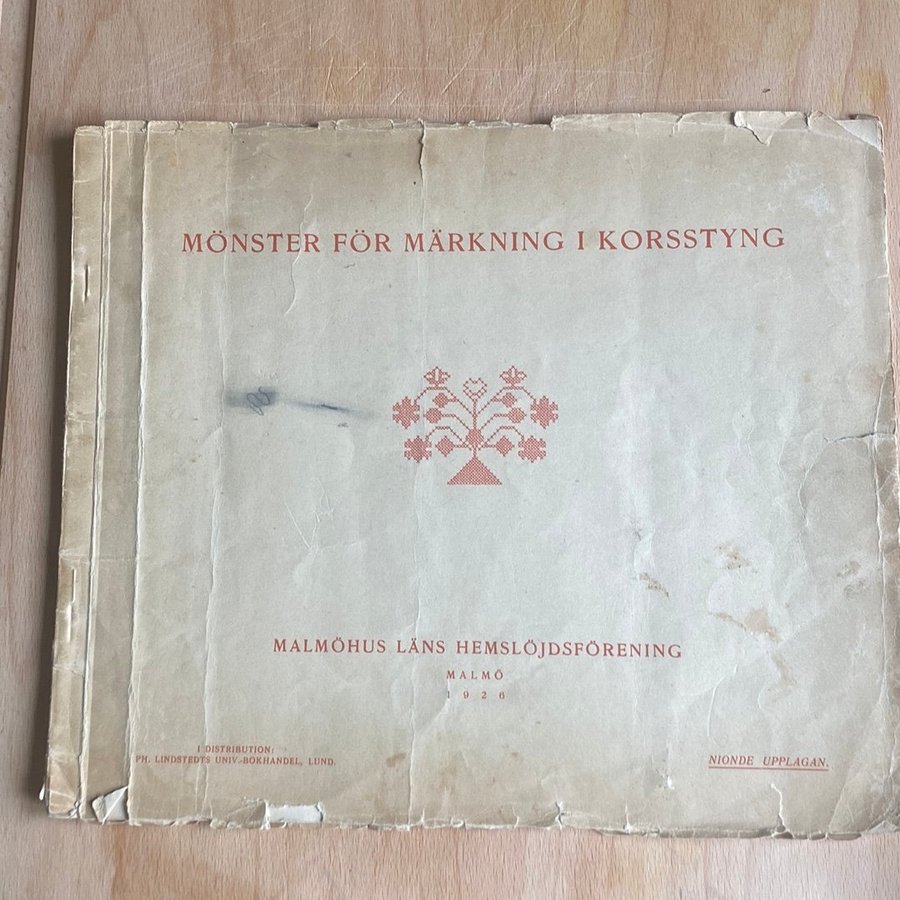 MÖNSTER FÖR MÄRKNING I KORSSTYNG
MALMÖHUS LÄNS HEMSLÖJDSFÖRENING
MALMÖ
1926
I DISTRIBUTION:
PH. LINDSTEDTS UNIV.-BOKHANDEL, LUND.
NIONDE UPPLAGAN.